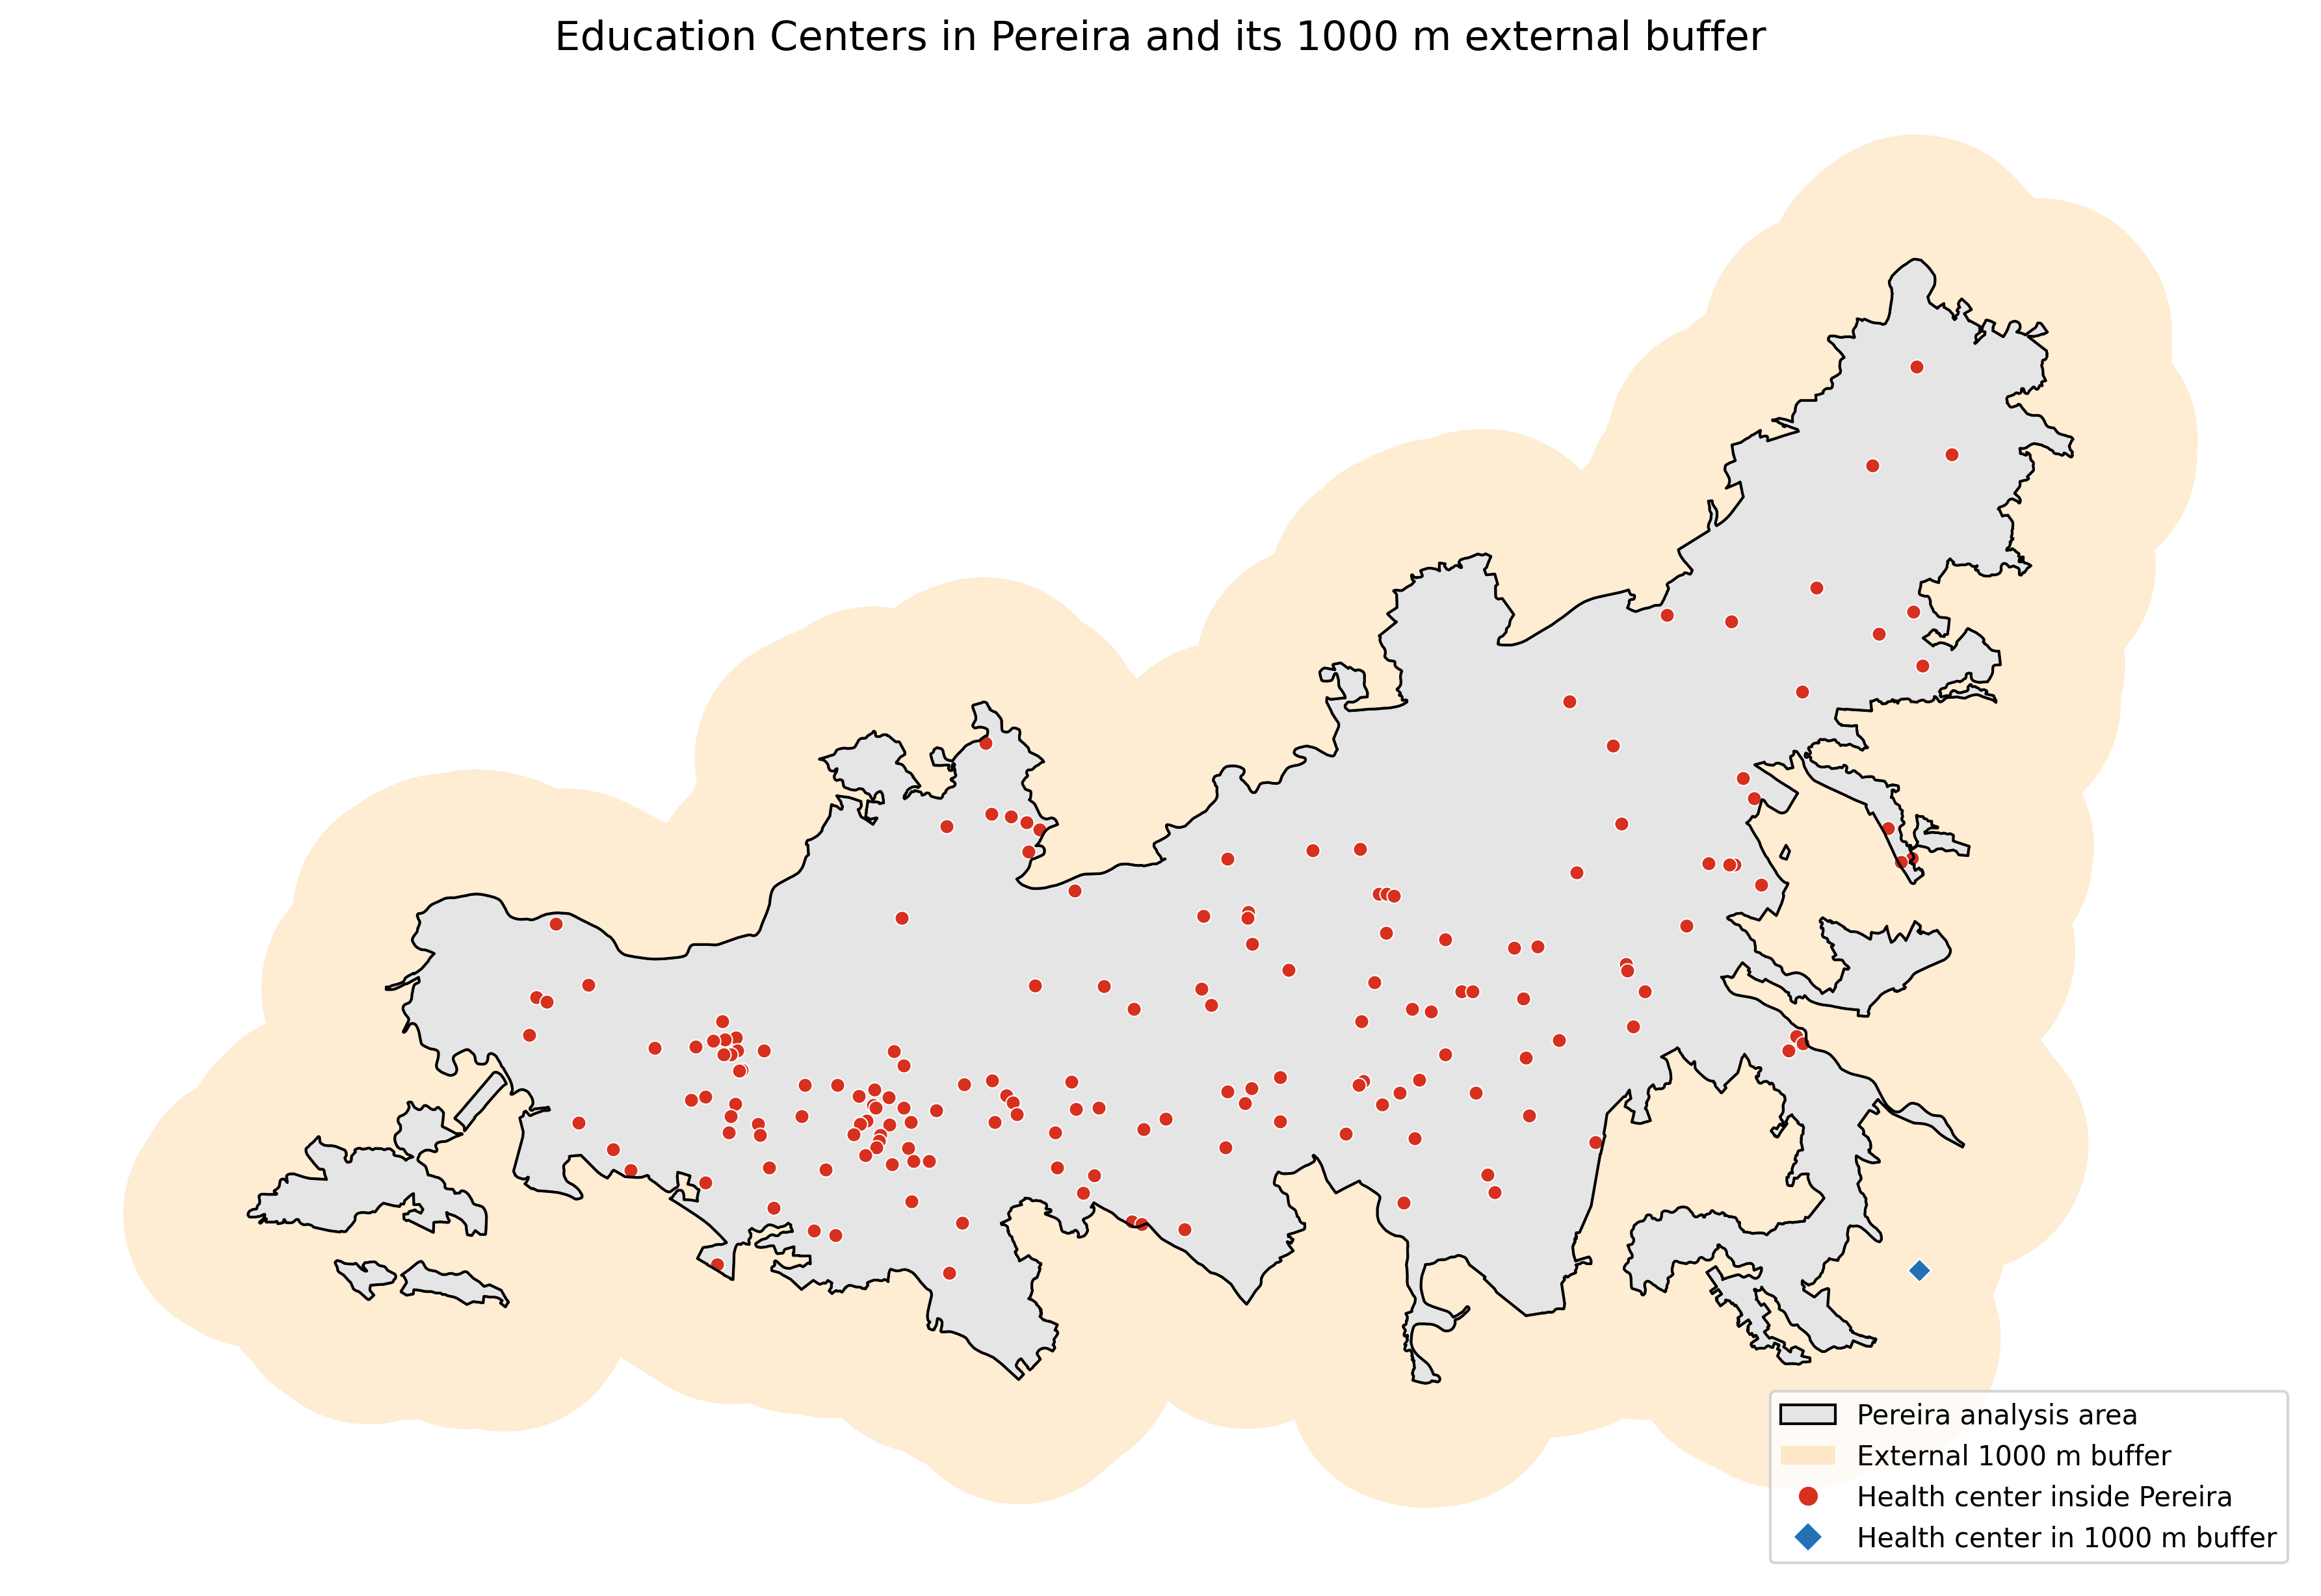 Education Centers in Pereira and its 1000 m external buffer
Pereira analysis area
External 1000 m buffer
Health center inside Pereira
Health center in 1000 m buffer